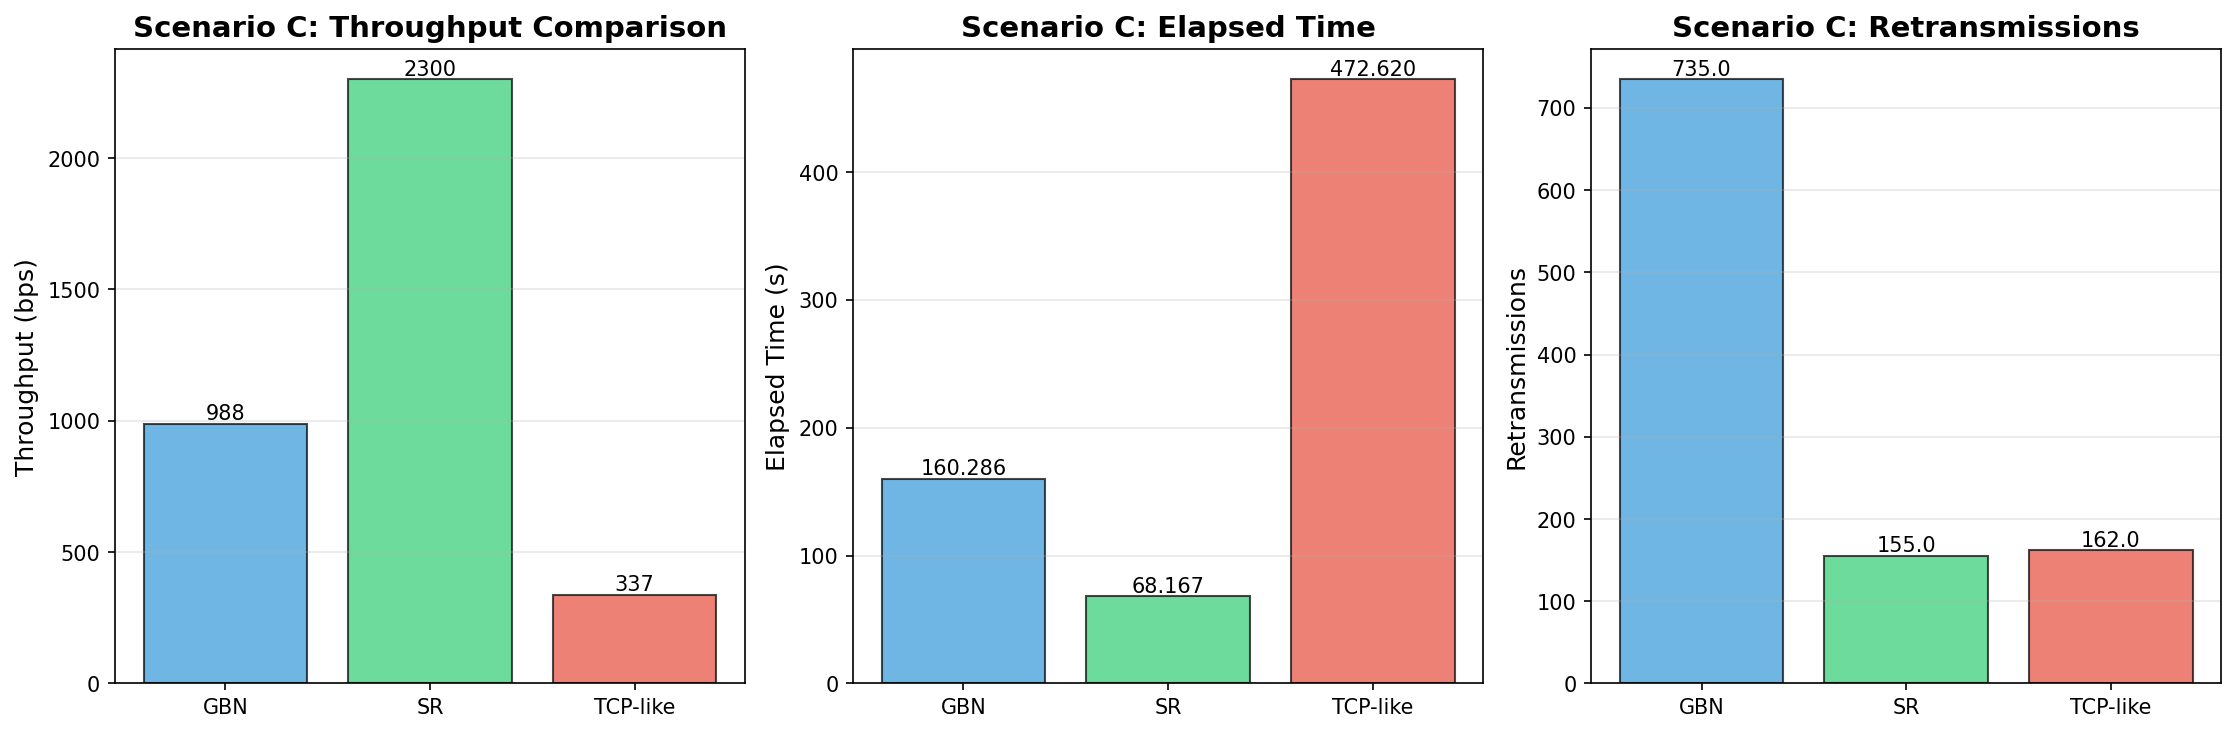 Scenario C: Throughput Comparison
Throughput (bps)
2000
1500
1000
500
0
988
2300
337
GBN
SR
TCP-like
Scenario C: Elapsed Time
Elapsed Time (s)
400
300
200
100
0
160.286
68.167
472.620
GBN
SR
TCP-like
Scenario C: Retransmissions
Retransmissions
700
600
500
400
300
200
100
0
735.0
155.0
162.0
GBN
SR
TCP-like